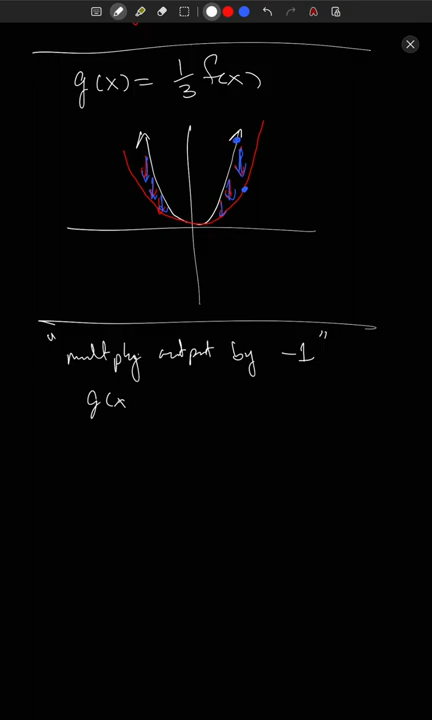 g(x) = 1/3 f(x)
"multiply output by -1"
g(x